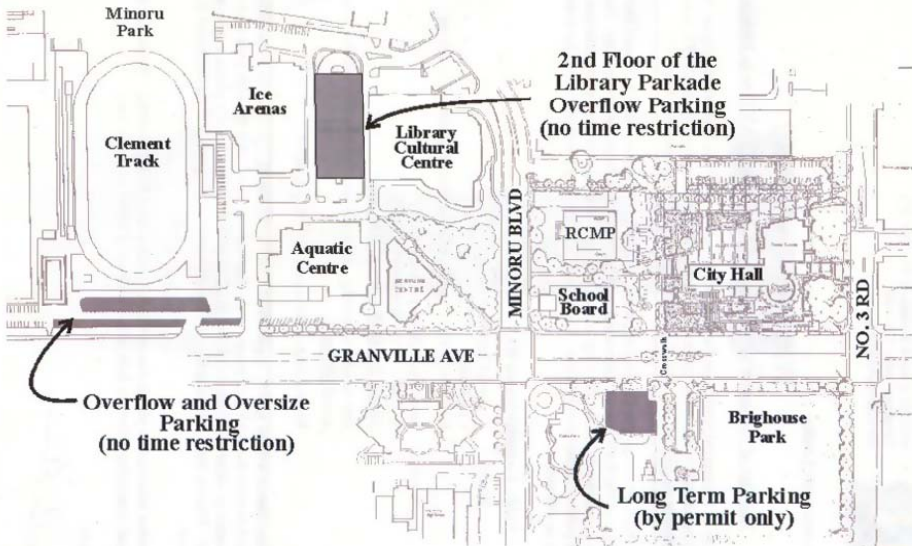 Minoru
Park
Ice
Arenas
2nd Floor of the
Library Parkade
Overflow Parking
(no time restriction)
Clement
Track
Library
Cultural
Centre
MINORU BLVD
RCMP
Aquatic
Centre
CENTRE
City Hall
School
Board
NO. 3 RD
GRANVILLE AVE
Crosswalk
Overflow and Oversize
Parking
(no time restriction)
Brighouse
Park
Long Term Parking
(by permit only)